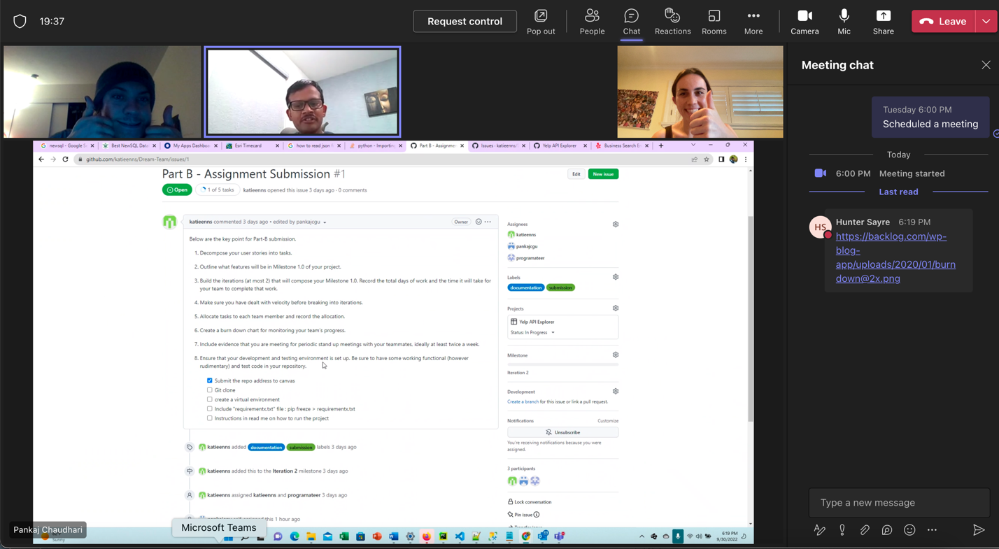 19:37
Request control
Pop out
People
Chat
Reactions
Rooms
More
Camera
Mic
Share
Leave
Meeting chat
Tuesday 6:00 PM
Scheduled a meeting
Today
6:00 PM Meeting started
Last read
HS
Hunter Sayre 6:19 PM
https://backlog.com/wp-
blog-
app/uploads/2020/01/burn
down@2x.png
Type a new message
newsql - Google S
Best NewSQL Data
My Apps Dashboa
Esri Timecard
how to read json f
python - Importin
Part B - Assignmen
Issues · katieenns/
Yelp API Explorer
Business Search E
github.com/katieenns/Dream-Team/issues/1
Part B - Assignment Submission #1
Edit
New issue
Open
1 of 5 tasks
katieenns opened this issue 3 days ago · 0 comments
katieenns commented 3 days ago • edited by pankajcgu
Owner
Below are the key point for Part-B submission.
1. Decompose your user stories into tasks.
2. Outline what features will be in Milestone 1.0 of your project.
3. Build the iterations (at most 2) that will compose your Milestone 1.0. Record the total days of work and the time it will take for
your team to complete that work.
4. Make sure you have dealt with velocity before breaking into iterations.
5. Allocate tasks to each team member and record the allocation.
6. Create a burn down chart for monitoring your team's progress.
7. Include evidence that you are meeting for periodic stand up meetings with your teammates, ideally at least twice a week.
8. Ensure that your development and testing environment is set up. Be sure to have some working functional (however
rudimentary) and test code in your repository.
Submit the repo address to canvas
Git clone
create a virtual environment
Include "requirementx.txt" file : pip freeze > requirementx.txt
Instructions in read me on how to run the project
katieenns added documentation submission labels 3 days ago
katieenns added this to the Iteration 2 milestone 3 days ago
katieenns assigned katieenns and programateer 3 days ago
self-assigned this 1 hour ago
Assignees
katieenns
pankajcgu
programateer
Labels
documentation submission
Projects
Yelp API Explorer
Status: In Progress
Milestone
Iteration 2
Development
Create a branch for this issue or link a pull request.
Notifications
Customize
Unsubscribe
You're receiving notifications because you were
assigned.
3 participants
Lock conversation
Pin issue
Transfer issue
Pankaj Chaudhari
Microsoft Teams
Sunny
6:19 PM
9/30/2022